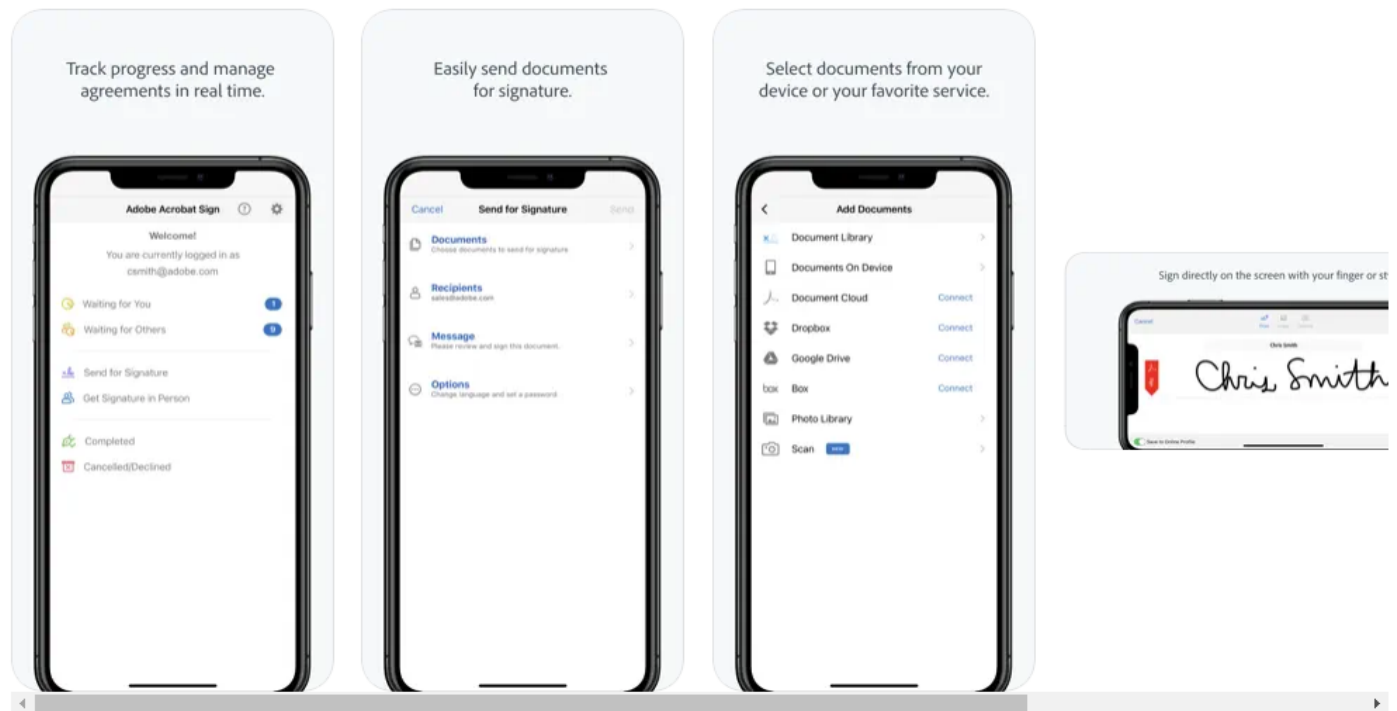 Track progress and manage
agreements in real time.
Adobe Acrobat Sign
Welcome!
You are currently logged in as
csmith@adobe.com
Waiting for You 1
Waiting for Others 9
Send for Signature
Get Signature in Person
Completed
Cancelled/Declined
Easily send documents
for signature.
Cancel Send for Signature Send
Documents
Choose documents to send for signature
Recipients
sales@adobe.com
Message
Please review and sign this document.
Options
Change language and set a password
Select documents from your
device or your favorite service.
Add Documents
Document Library
Documents On Device
Document Cloud Connect
Dropbox Connect
Google Drive Connect
box Box Connect
Photo Library
Scan NEW
Sign directly on the screen with your finger or st
Cancel
Chris Smith
Chris Smith
Save to Online Profile